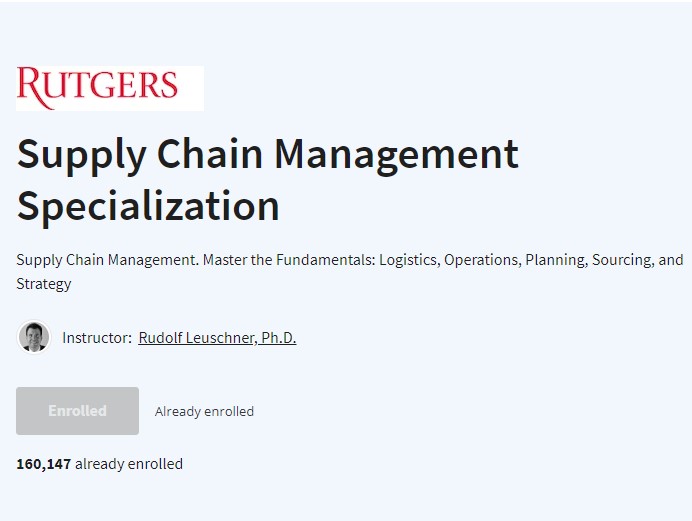 RUTGERS
Supply Chain Management
Specialization
Supply Chain Management. Master the Fundamentals: Logistics, Operations, Planning, Sourcing, and
Strategy
Instructor: Rudolf Leuschner, Ph.D.
Enrolled Already enrolled
160,147 already enrolled